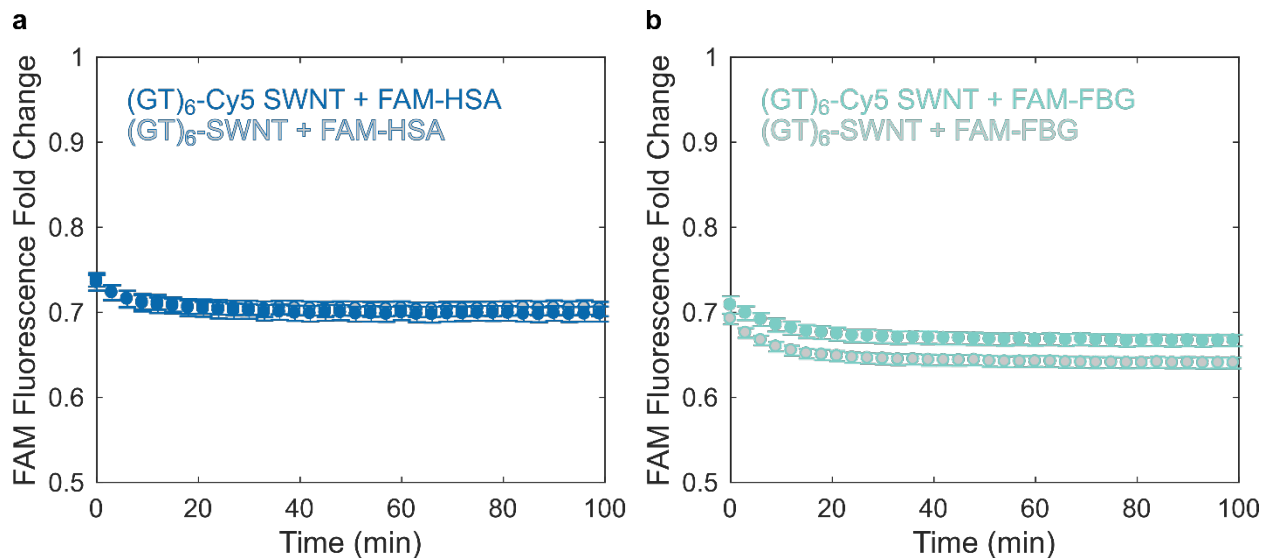 a
(GT)6-Cy5 SWNT + FAM-HSA
(GT)6-SWNT + FAM-HSA
FAM Fluorescence Fold Change
1
0.9
0.8
0.7
0.6
0.5
0 20 40 60 80 100
Time (min)
b
(GT)6-Cy5 SWNT + FAM-FBG
(GT)6-SWNT + FAM-FBG
FAM Fluorescence Fold Change
1
0.9
0.8
0.7
0.6
0.5
0 20 40 60 80 100
Time (min)